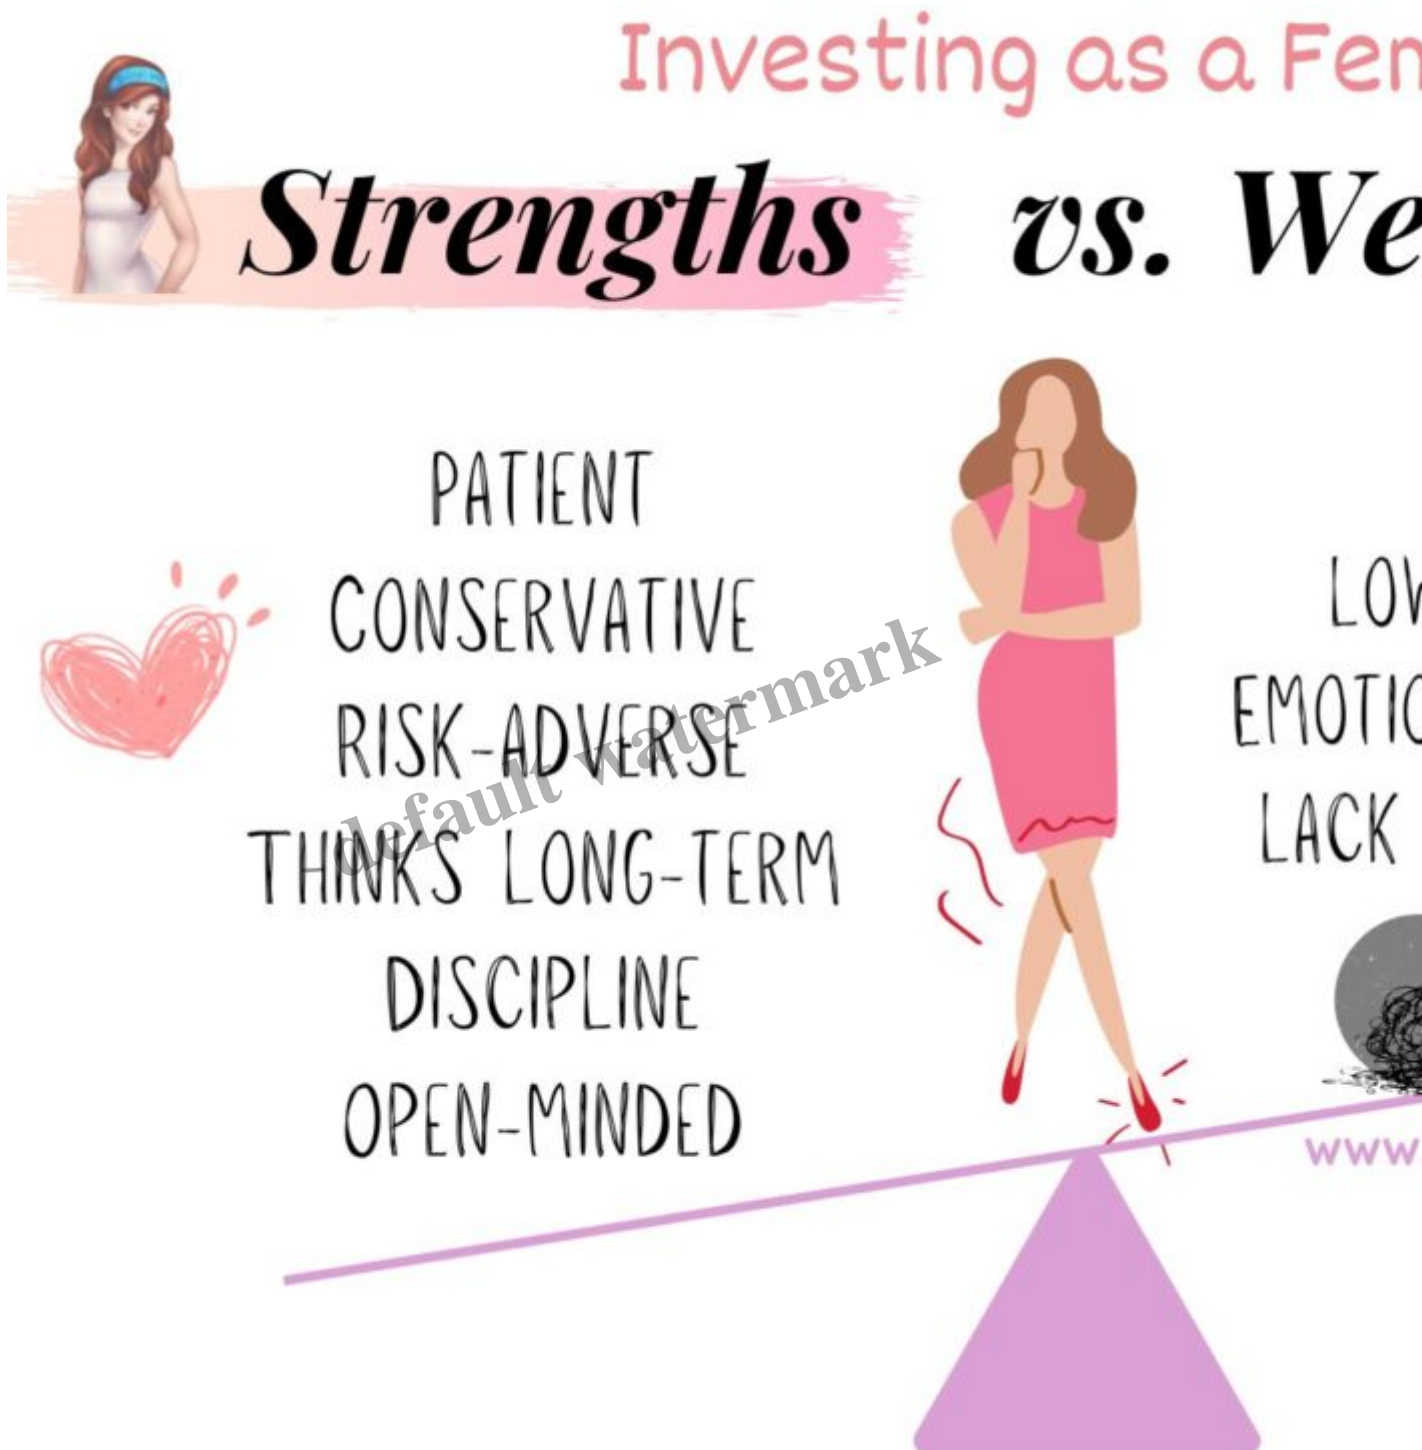 Investing as a Fem
Strengths vs. We
PATIENT
CONSERVATIVE
RISK-ADVERSE
THINKS LONG-TERM
DISCIPLINE
OPEN-MINDED
LOW
EMOTIO
LACK
www.
default watermark